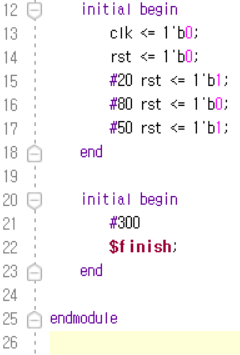 12 initial begin
13 clk <= 1'b0;
14 rst <= 1'b0;
15 #20 rst <= 1'b1;
16 #80 rst <= 1'b0;
17 #50 rst <= 1'b1;
18 end
19
20 initial begin
21 #300
22 $finish;
23 end
24
25 endmodule
26